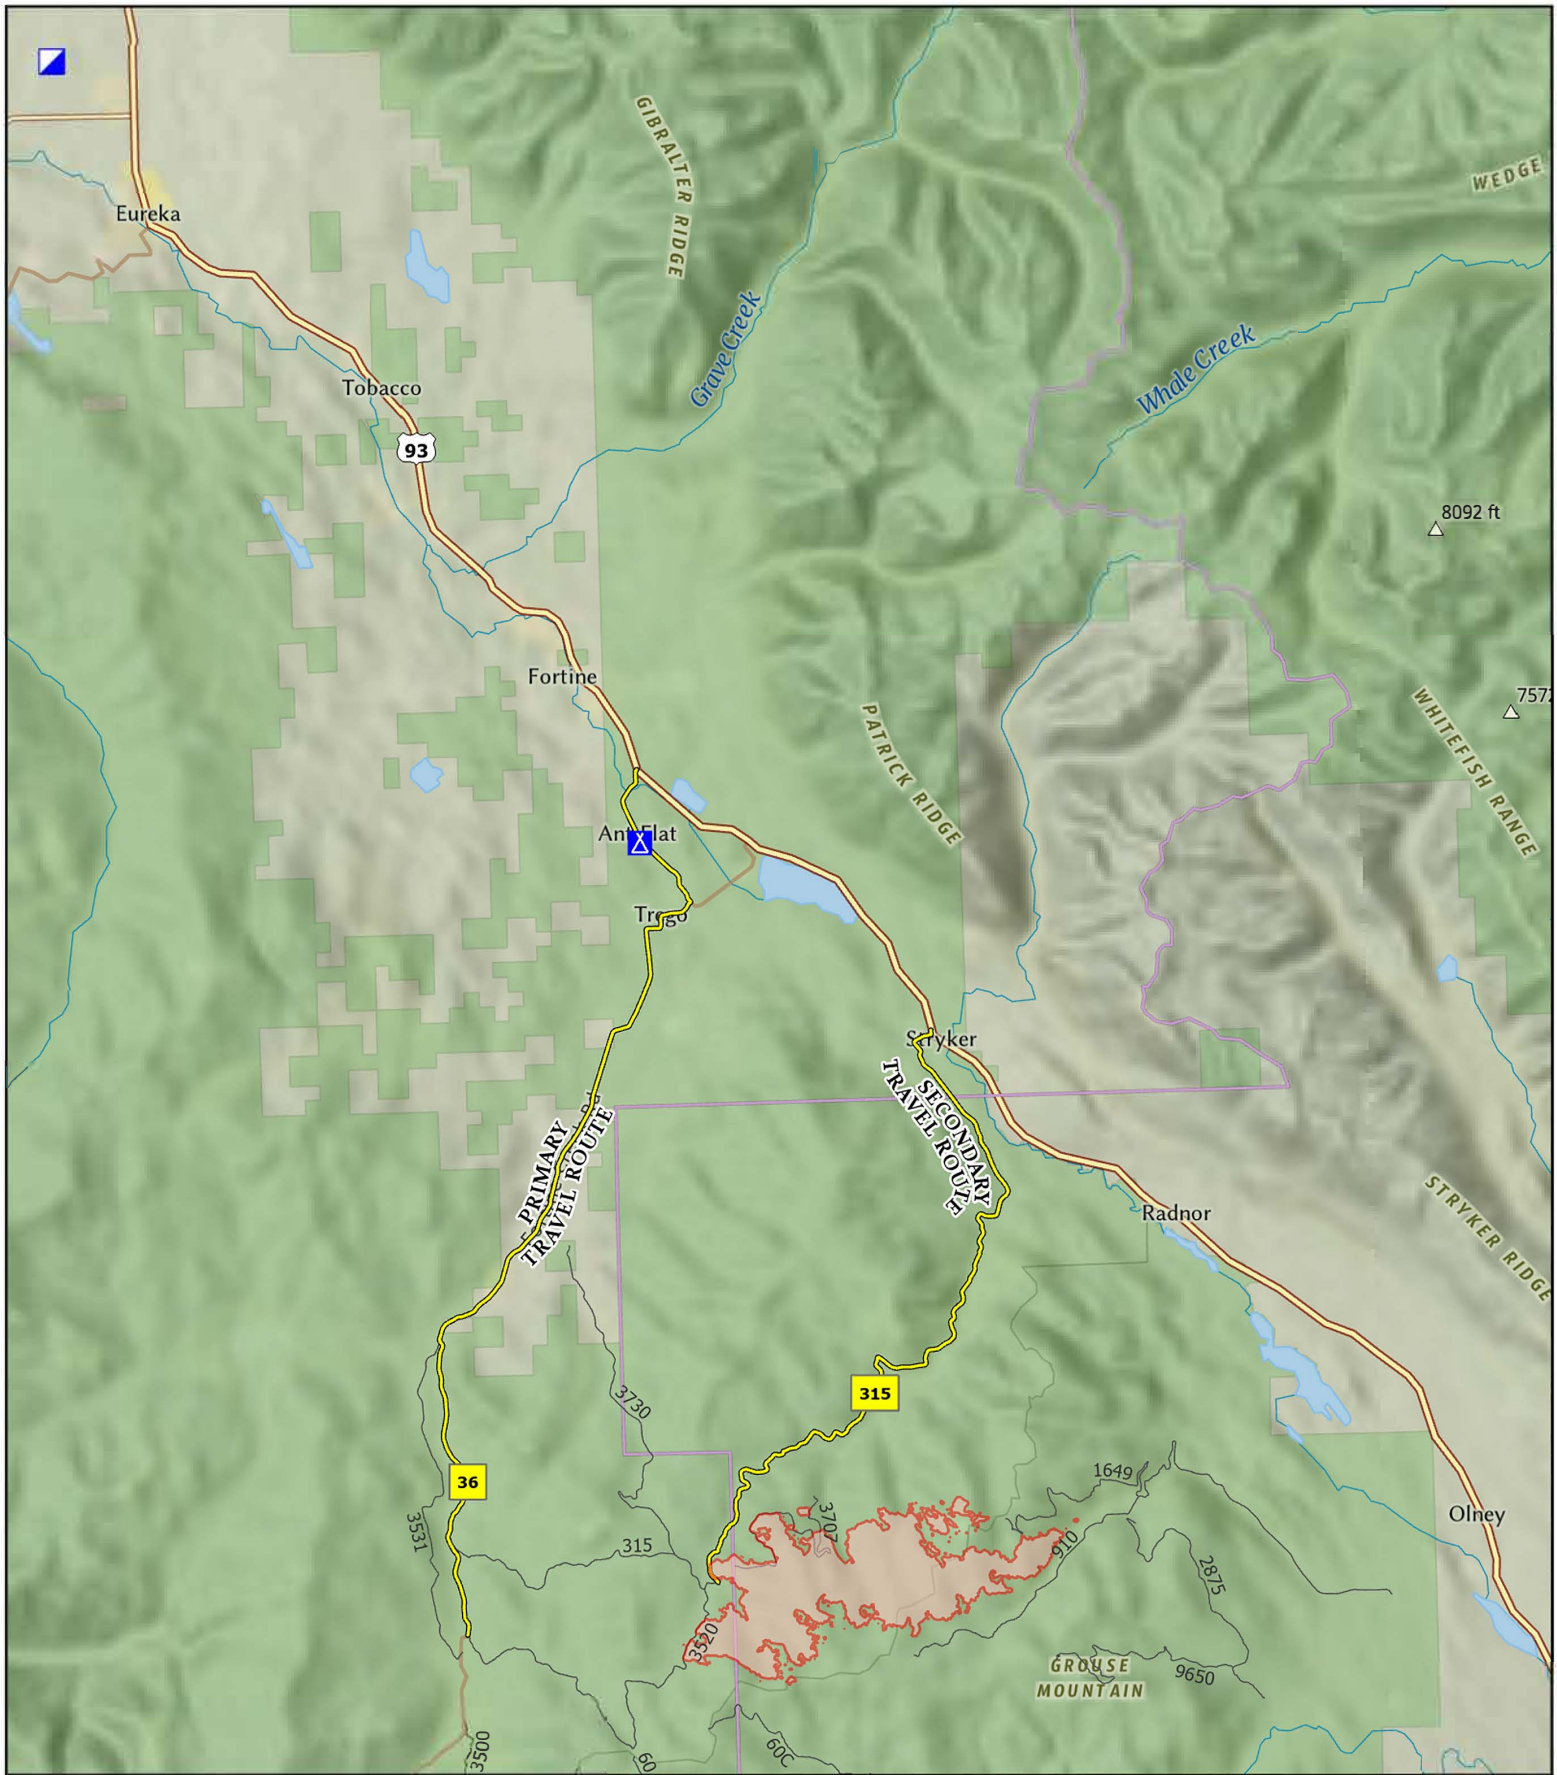 GIBRALTER RIDGE
WEDGE
Eureka
Grave Creek
Whale Creek
Tobacco
93
8092 ft
Fortine
PATRICK RIDGE
WHITEFISH RANGE
Ant Flat
Trego
Stryker
PRIMARY
TRAVEL ROUTE
SECONDARY
TRAVEL ROUTE
Radnor
STRYKER RIDGE
3730
315
36
1649
3531
3707
Olney
315
910
2875
3520
GROUSE
MOUNTAIN
9650
3500
60
60C